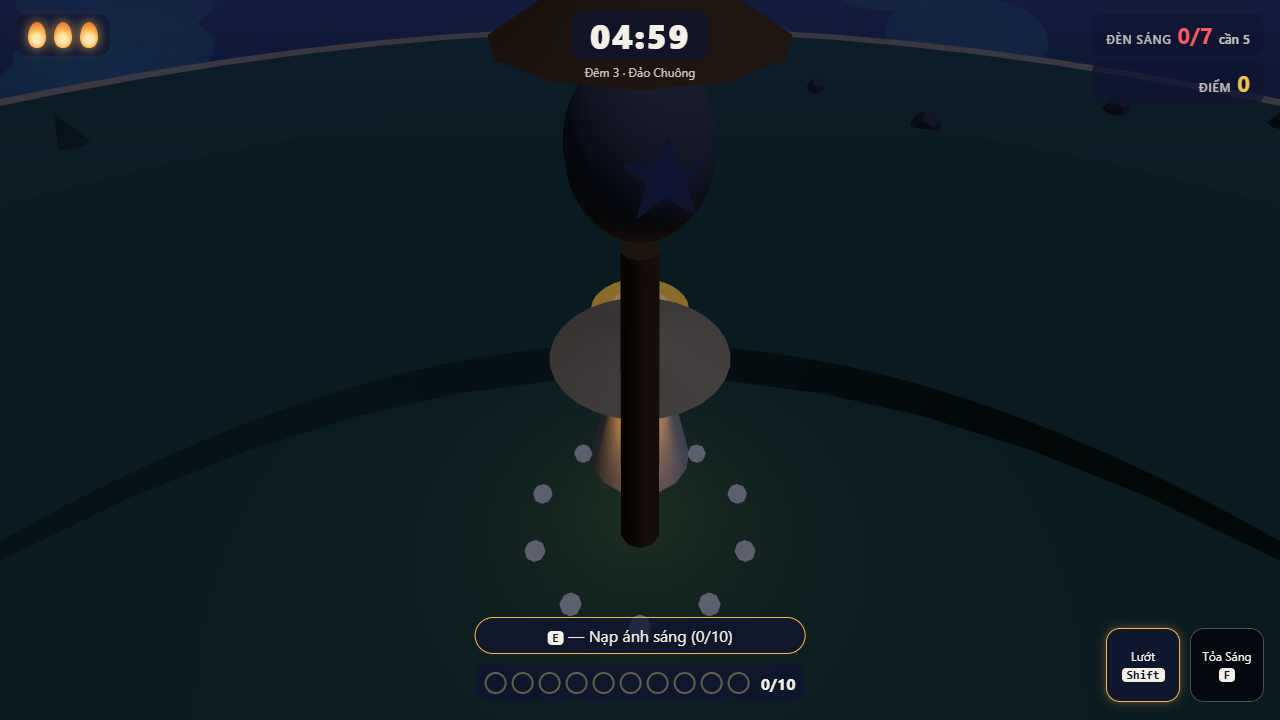 04:59
Đêm 3 · Đảo Chuông
ĐÈN SÁNG 0/7 cần 5
ĐIỂM 0
E — Nạp ánh sáng (0/10)
0/10
Lướt
Shift
Tỏa Sáng
F